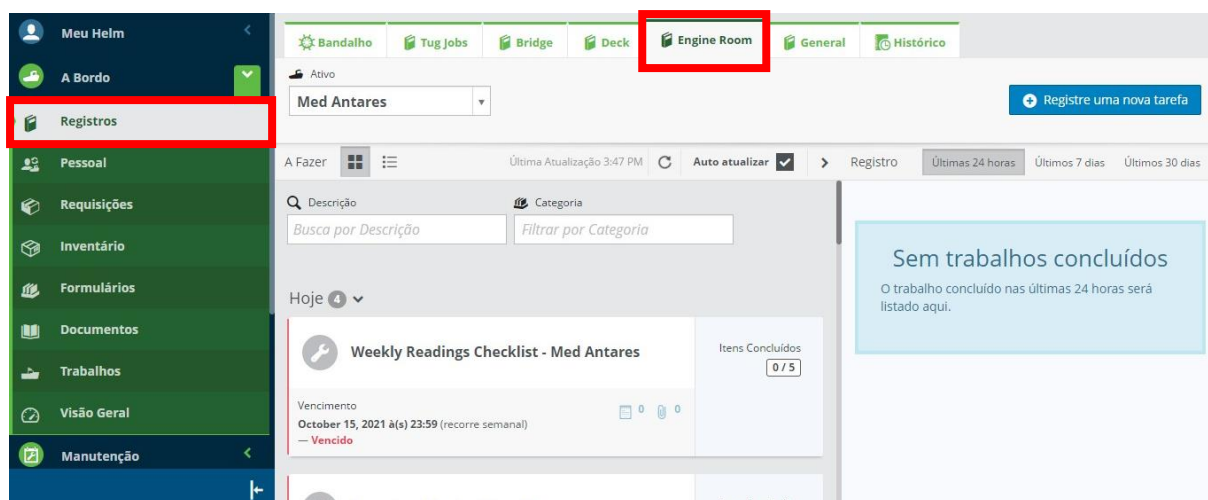 Meu Helm
A Bordo
Registros
Pessoal
Requisições
Inventário
Formulários
Documentos
Trabalhos
Visão Geral
Manutenção
Bandalho Tug Jobs Bridge Deck Engine Room General Histórico
Ativo
Med Antares
Registre uma nova tarefa
A Fazer Última Atualização 3:47 PM Auto atualizar Registro Últimas 24 horas Últimos 7 dias Últimos 30 dias
Descrição Categoria
Busca por Descrição Filtrar por Categoria
Hoje 4
Weekly Readings Checklist - Med Antares
Itens Concluídos
0 / 5
Vencimento
0 0
October 15, 2021 à(s) 23:59 (recorre semanal)
— Vencido
Sem trabalhos concluídos
O trabalho concluído nas últimas 24 horas será
listado aqui.